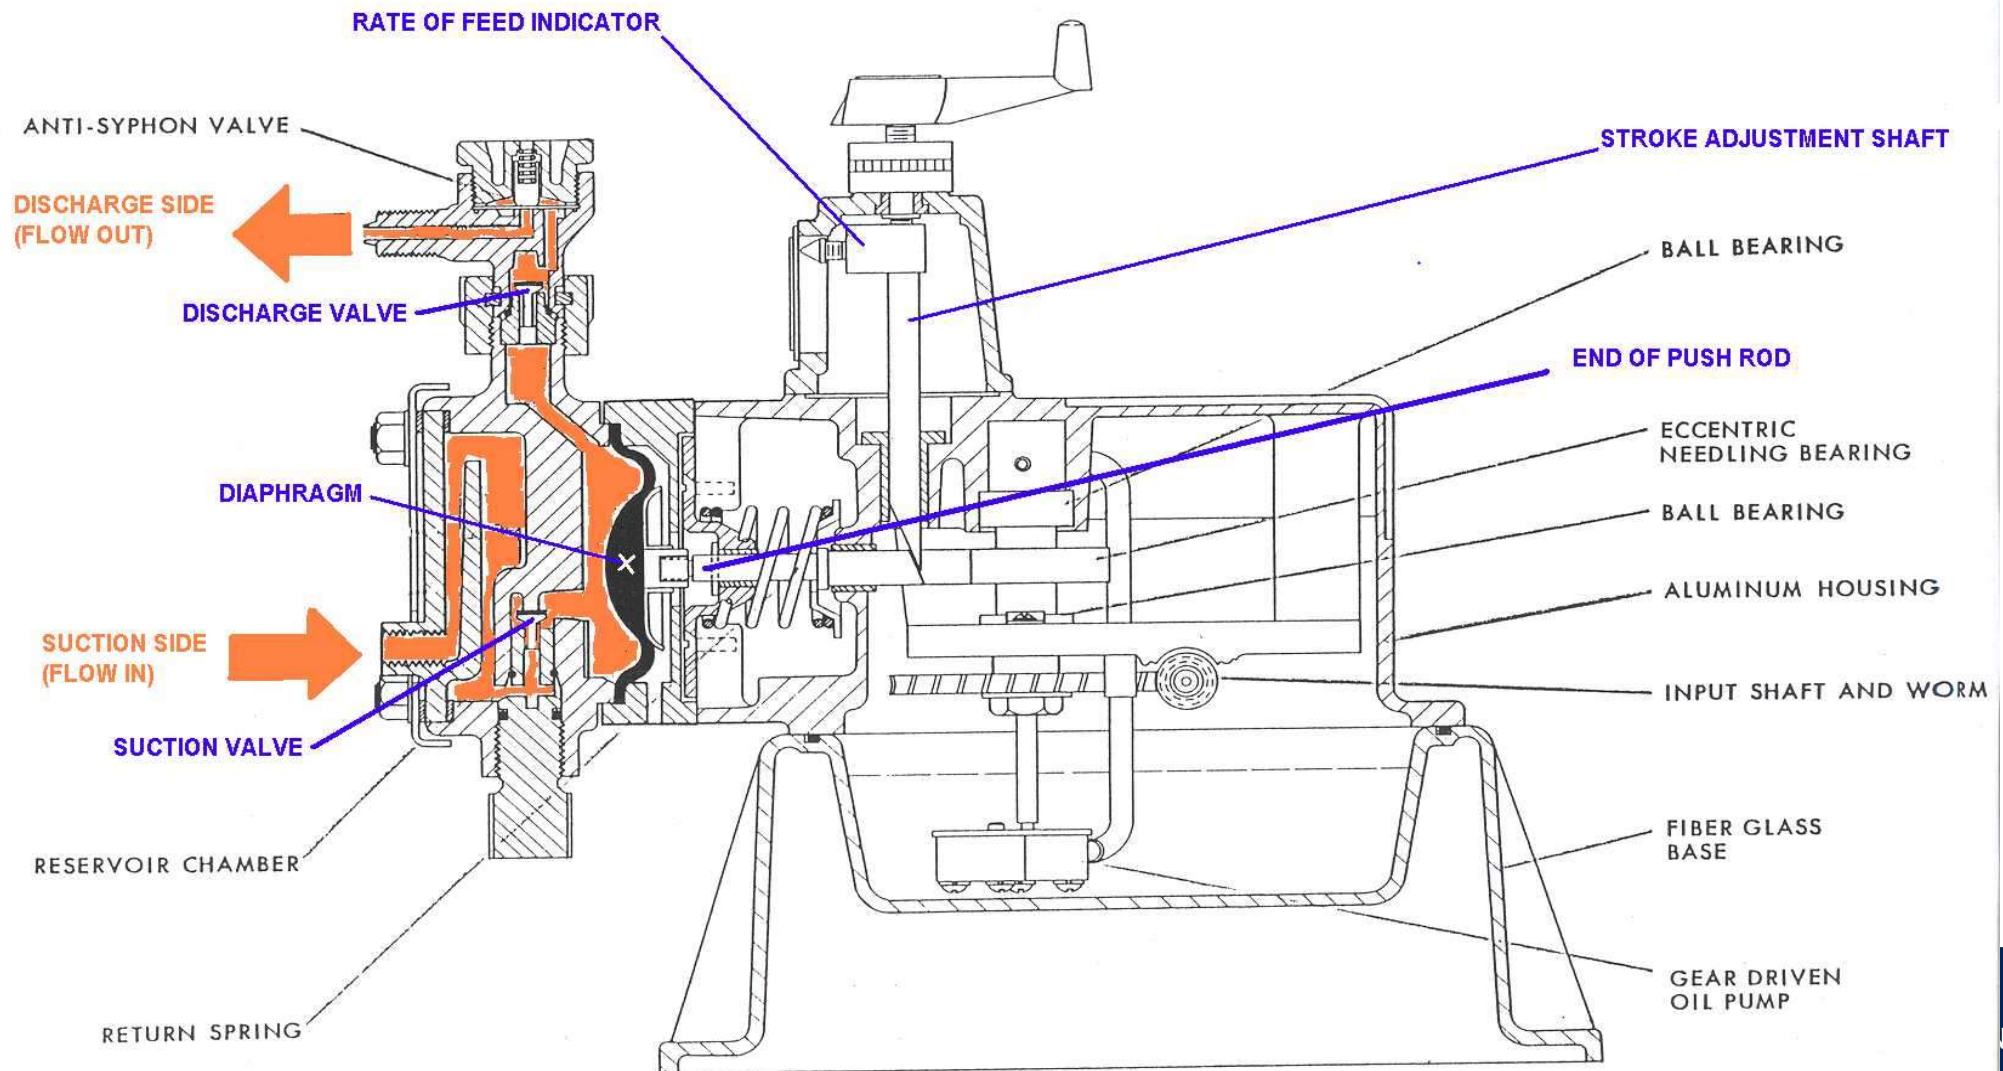 RATE OF FEED INDICATOR
ANTI-SYPHON VALVE
STROKE ADJUSTMENT SHAFT
DISCHARGE SIDE
(FLOW OUT)
BALL BEARING
DISCHARGE VALVE
END OF PUSH ROD
ECCENTRIC
NEEDLING BEARING
DIAPHRAGM
BALL BEARING
ALUMINUM HOUSING
SUCTION SIDE
(FLOW IN)
INPUT SHAFT AND WORM
SUCTION VALVE
FIBER GLASS
BASE
RESERVOIR CHAMBER
GEAR DRIVEN
OIL PUMP
RETURN SPRING